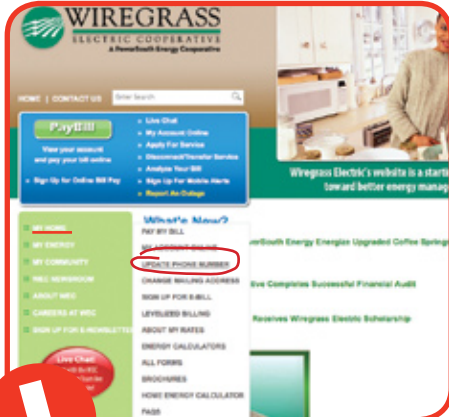 WIREGRASS
ELECTRIC COOPERATIVE
A PowerSouth Energy Cooperative
HOME | CONTACT US
Enter Search
PayBill
View your account
and pay your bill online
» Sign Up for Online Bill Pay
» Live Chat
» My Account Online
» Apply For Service
» Disconnect/Transfer Service
» Analyze Your Bill
» Sign Up For Mobile Alerts
» Report An Outage
Wiregrass Electric's website is a starti
toward better energy manag
MY HOME
MY ENERGY
MY COMMUNITY
WEC NEWSROOM
ABOUT WEC
CAREERS AT WEC
SIGN UP FOR E-NEWSLETTER
Live Chat:
What's New?
PAY MY BILL
MY ACCOUNT ONLINE
UPDATE PHONE NUMBER
CHANGE MAILING ADDRESS
SIGN UP FOR E-BILL
LEVELIZED BILLING
ABOUT MY RATES
ENERGY CALCULATORS
ALL FORMS
BROCHURES
HOME ENERGY CALCULATOR
FAQS
werSouth Energy Energizes Upgraded Coffee Springs
ive Completes Successful Financial Audit
Receives Wiregrass Electric Scholarship